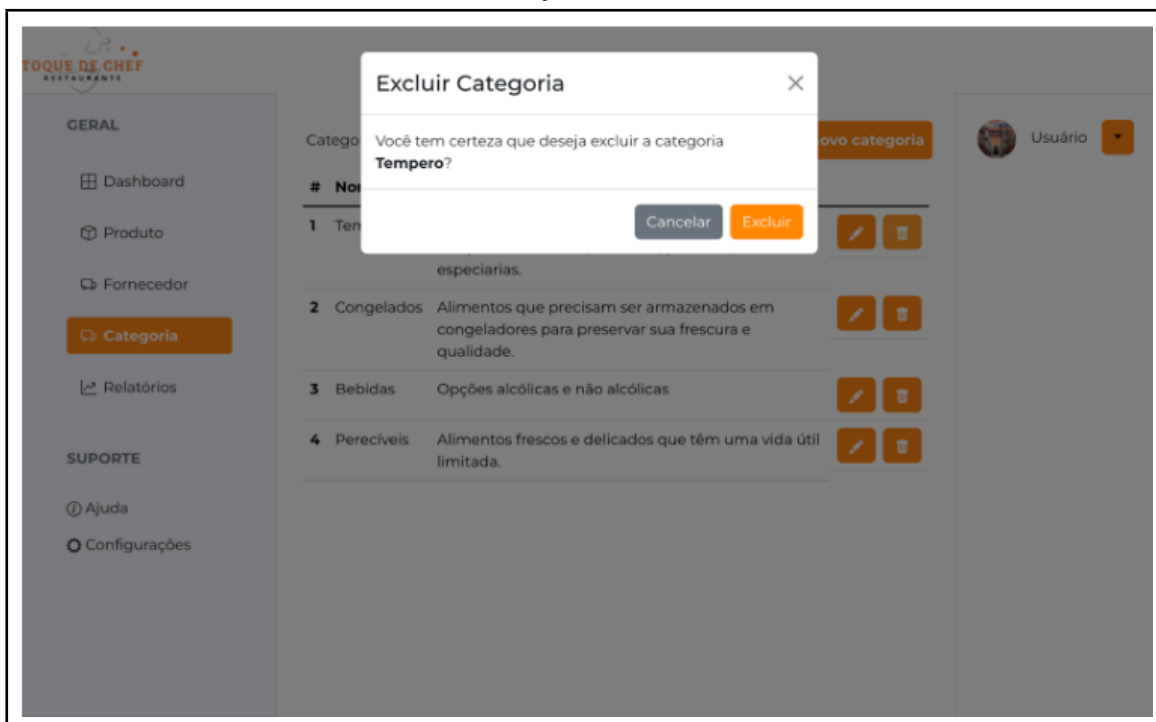 TOQUE DE CHEF
RESTAURANTE
Excluir Categoria
Você tem certeza que deseja excluir a categoria
Tempero?
Cancelar Excluir
GERAL
Dashboard
Produto
Fornecedor
Categoria
Relatórios
SUPORTE
Ajuda
Configurações
categoria
#
1
especiarias.
2 Congelados Alimentos que precisam ser armazenados em
congeladores para preservar sua frescura e
qualidade.
3 Bebidas Opções alcólicas e não alcólicas
4 Perecíveis Alimentos frescos e delicados que têm uma vida útil
limitada.
Usuário